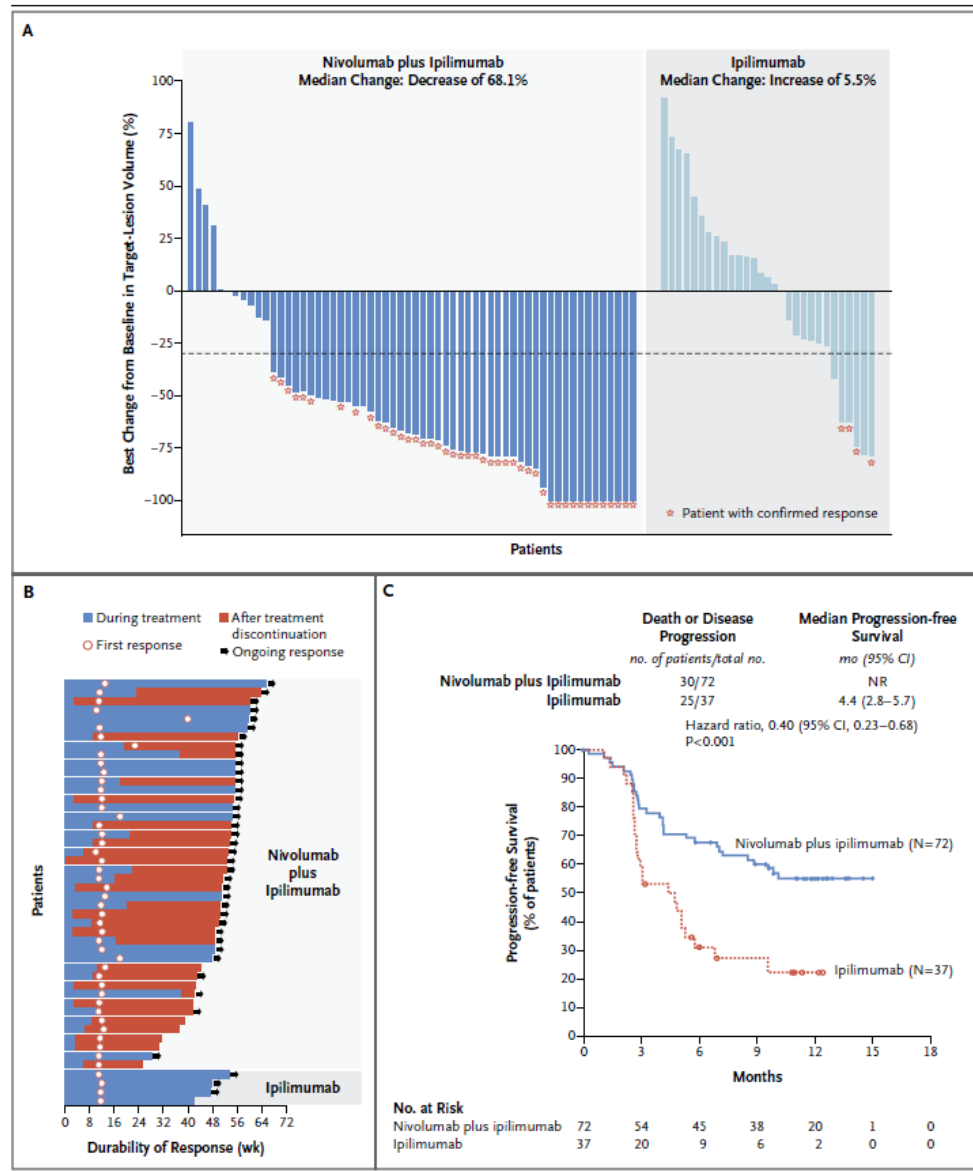 A
Nivolumab plus Ipilimumab
Median Change: Decrease of 68.1%
Ipilimumab
Median Change: Increase of 5.5%
Best Change from Baseline in Target-Lesion Volume (%)
100
75
50
25
0
−25
−50
−75
−100
Patient with confirmed response
Patients
B
During treatment
After treatment
discontinuation
First response
Ongoing response
Patients
Nivolumab
plus
Ipilimumab
Ipilimumab
0 8 16 24 32 40 48 56 64 72
Durability of Response (wk)
C
Death or Disease
Progression
Median Progression-free
Survival
no. of patients/total no.
mo (95% CI)
Nivolumab plus Ipilimumab 30/72 NR
Ipilimumab 25/37 4.4 (2.8–5.7)
Hazard ratio, 0.40 (95% CI, 0.23–0.68)
P<0.001
Progression-free Survival
(% of patients)
100
90
80
70
60
50
40
30
20
10
0
Nivolumab plus ipilimumab (N=72)
Ipilimumab (N=37)
0 3 6 9 12 15 18
Months
No. at Risk
Nivolumab plus ipilimumab 72 54 45 38 20 1 0
Ipilimumab 37 20 9 6 2 0 0